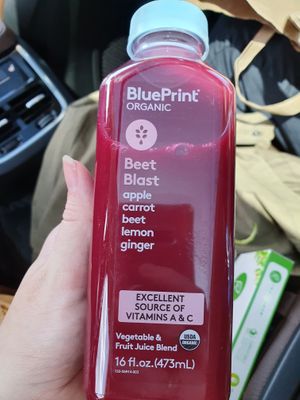 BluePrint
ORGANIC
Beet
Blast
apple
carrot
beet
lemon
ginger
EXCELLENT
SOURCE OF
VITAMINS A & C
Vegetable &
Fruit Juice Blend
USDA
ORGANIC
16 fl.oz.(473mL)